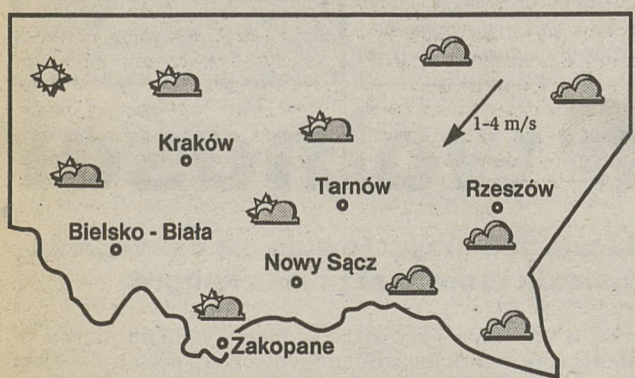 1-4 m/s
Kraków
Tarnów
Rzeszów
Bielsko - Biała
Nowy Sącz
Zakopane